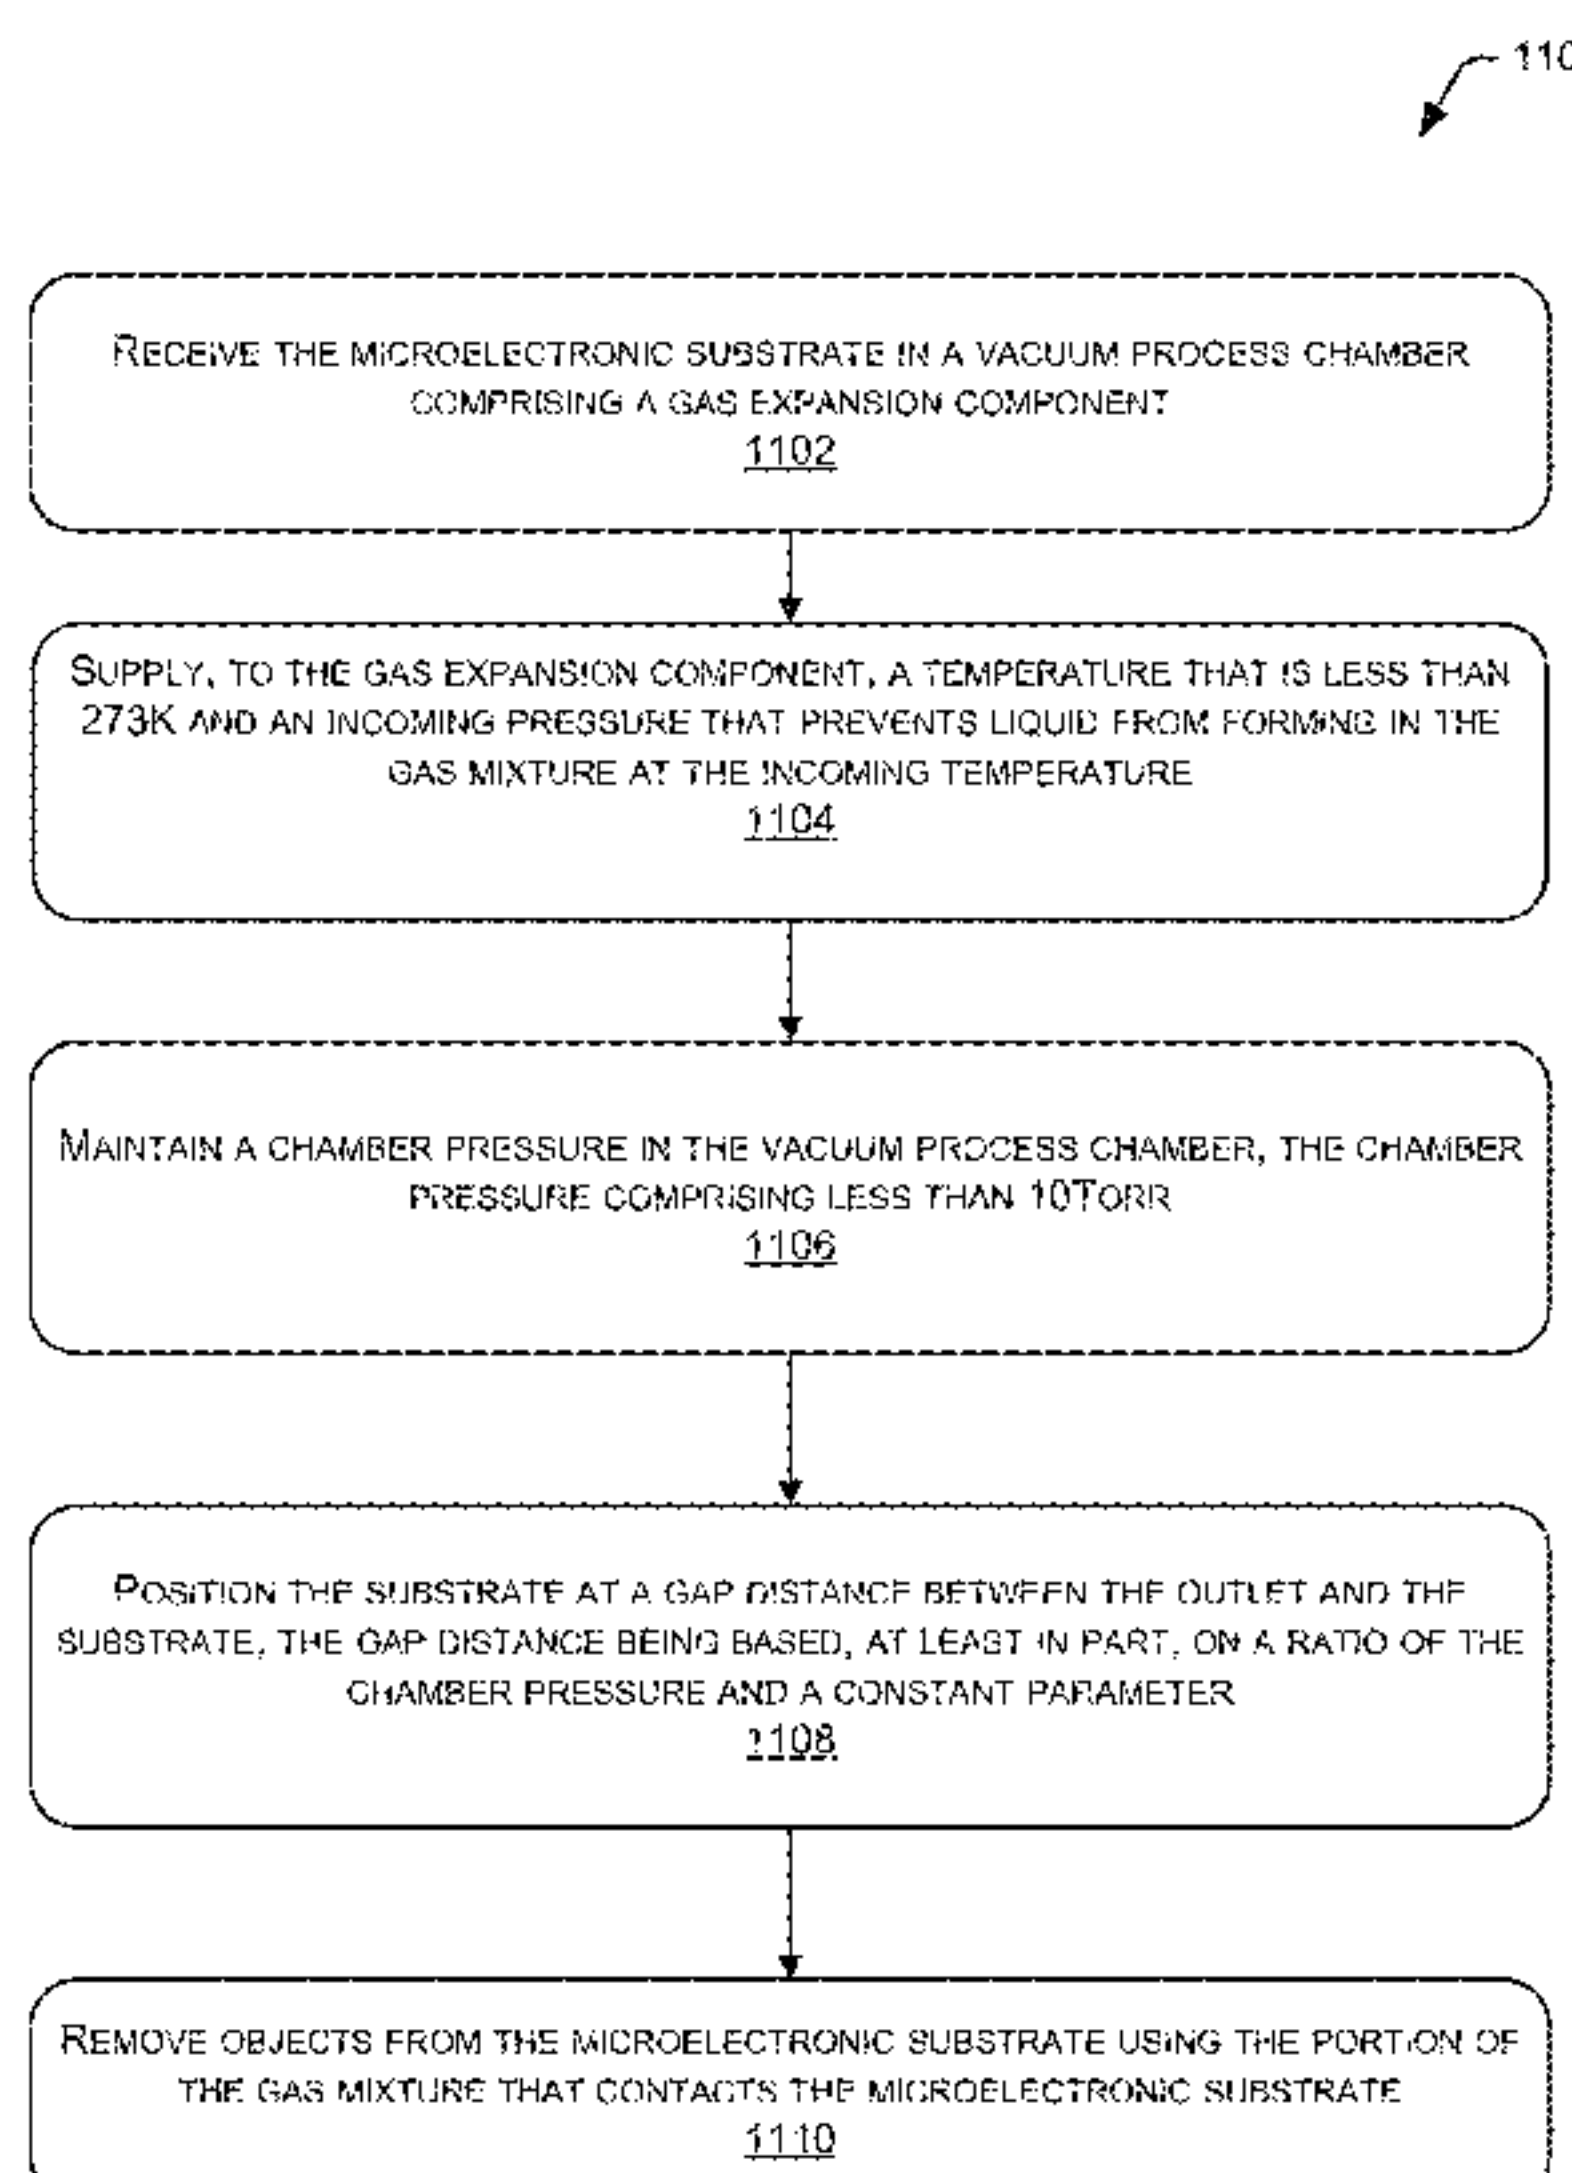 110
RECEIVE THE MICROELECTRONIC SUBSTRATE IN A VACUUM PROCESS CHAMBER
COMPRISING A GAS EXPANSION COMPONENT
1102
SUPPLY, TO THE GAS EXPANSION COMPONENT, A TEMPERATURE THAT IS LESS THAN
273K AND AN INCOMING PRESSURE THAT PREVENTS LIQUID FROM FORMING IN THE
GAS MIXTURE AT THE INCOMING TEMPERATURE
1104
MAINTAIN A CHAMBER PRESSURE IN THE VACUUM PROCESS CHAMBER, THE CHAMBER
PRESSURE COMPRISING LESS THAN 10TORR
1106
POSITION THE SUBSTRATE AT A GAP DISTANCE BETWEEN THE OUTLET AND THE
SUBSTRATE, THE GAP DISTANCE BEING BASED, AT LEAST IN PART, ON A RATIO OF THE
CHAMBER PRESSURE AND A CONSTANT PARAMETER
1108
REMOVE OBJECTS FROM THE MICROELECTRONIC SUBSTRATE USING THE PORTION OF
THE GAS MIXTURE THAT CONTACTS THE MICROELECTRONIC SUBSTRATE
1110